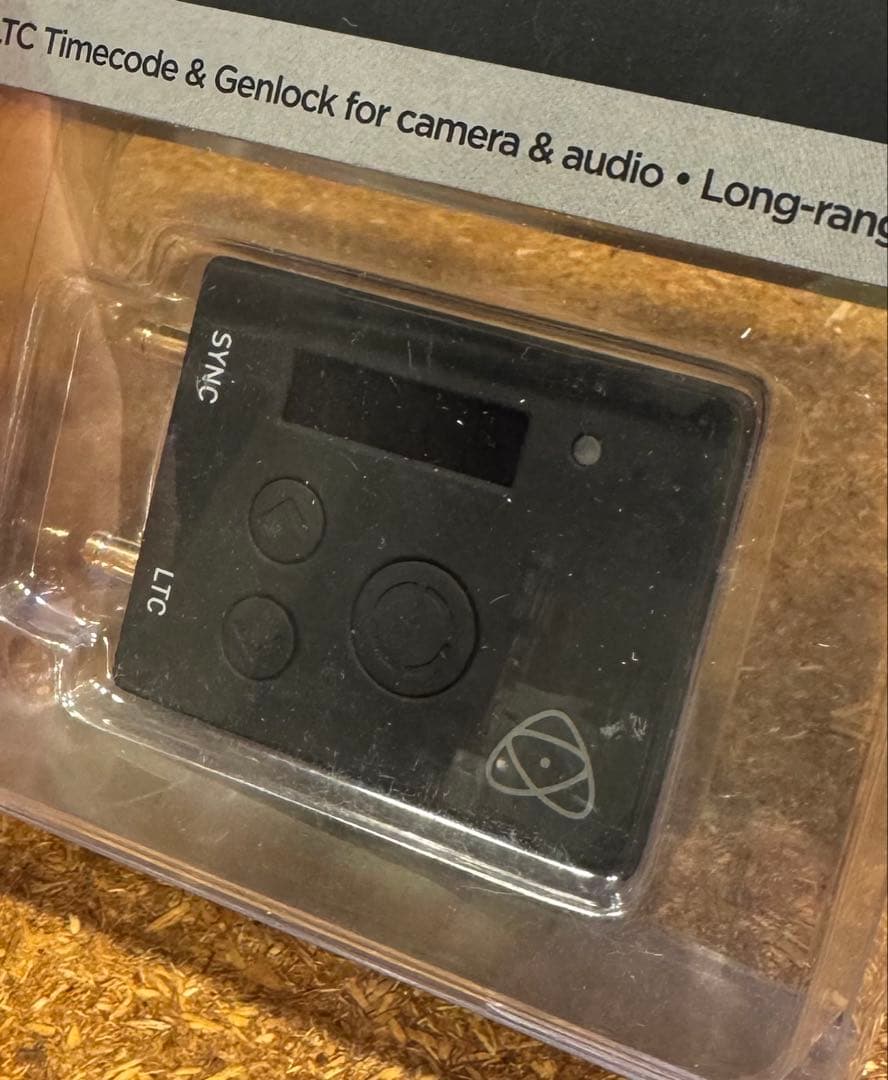 LTC Timecode & Genlock for camera & audio • Long-rang
SYNC
LTC